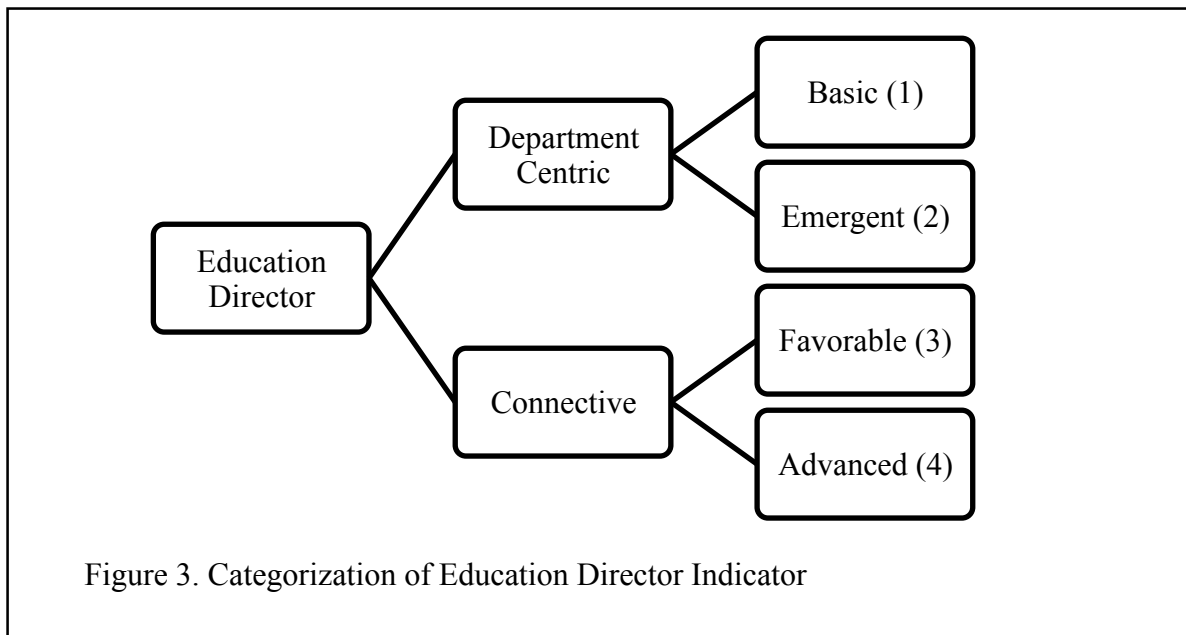 Education
Director
Department
Centric
Connective
Basic (1)
Emergent (2)
Favorable (3)
Advanced (4)
Figure 3. Categorization of Education Director Indicator